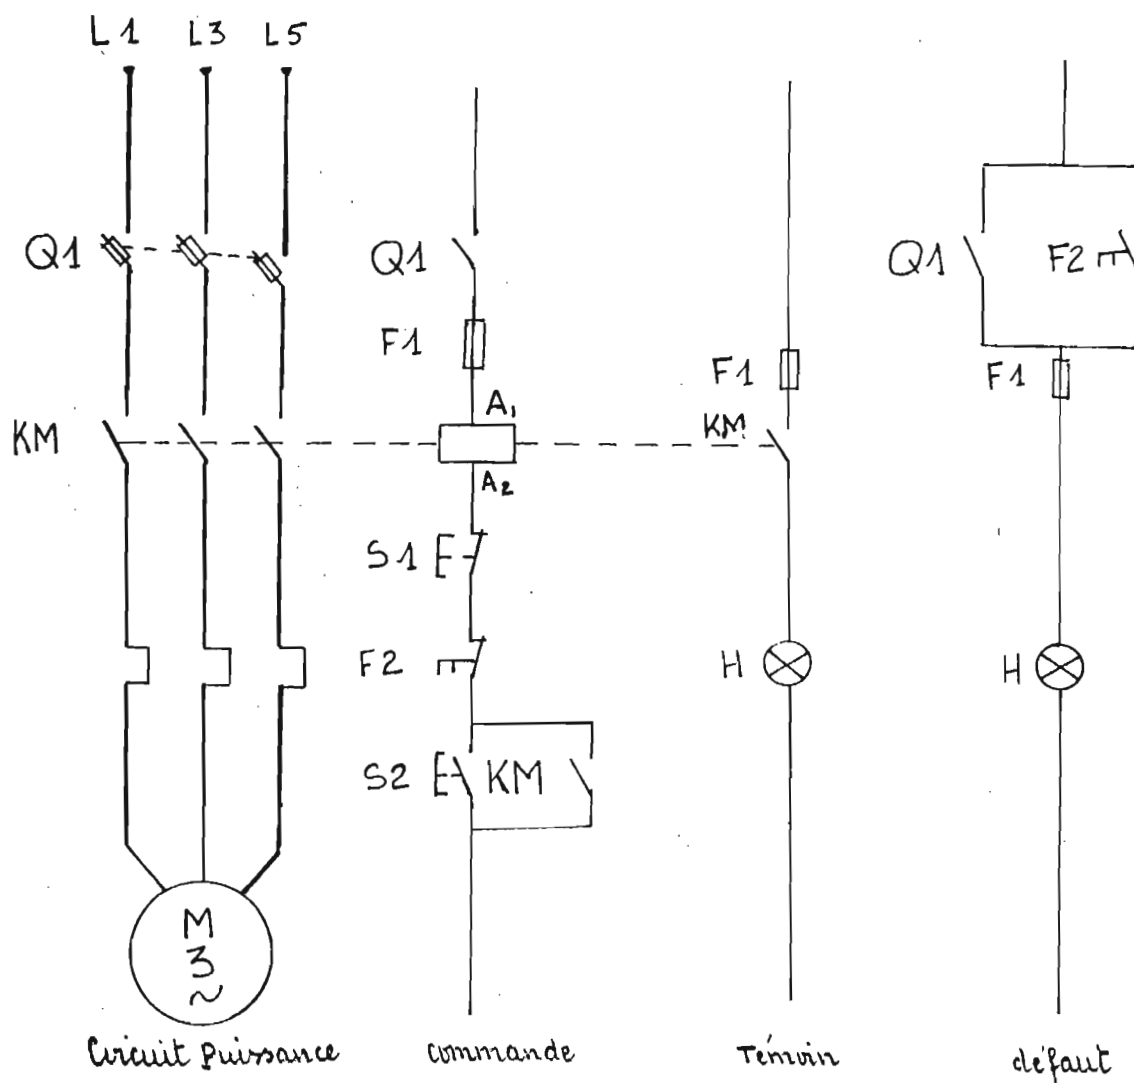 L1 L3 L5
Q1 Q1 Q1 F2
F1 F1 F1
A1
KM KM
A2
S1
F2 H H
S2 KM
M
3
~
Circuit Puissance commande Témoin défaut